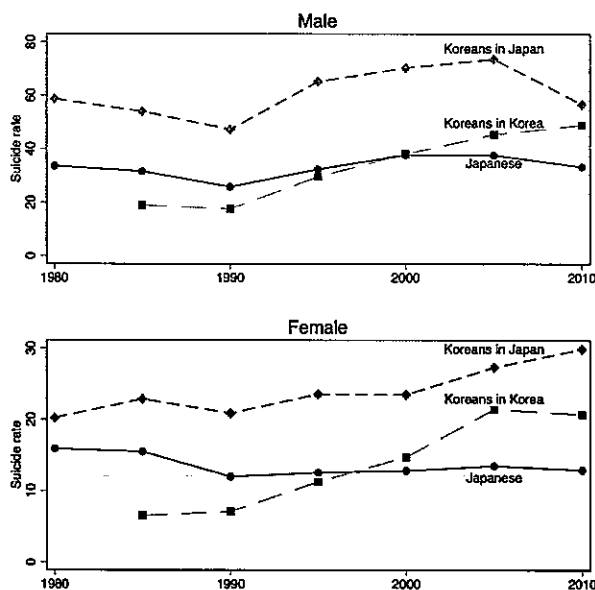 Male
Suicide rate
80
60
40
20
0
Koreans in Japan
Koreans in Korea
Japanese
1980
1990
2000
2010
Female
Suicide rate
30
20
10
0
Koreans in Japan
Koreans in Korea
Japanese
1980
1990
2000
2010